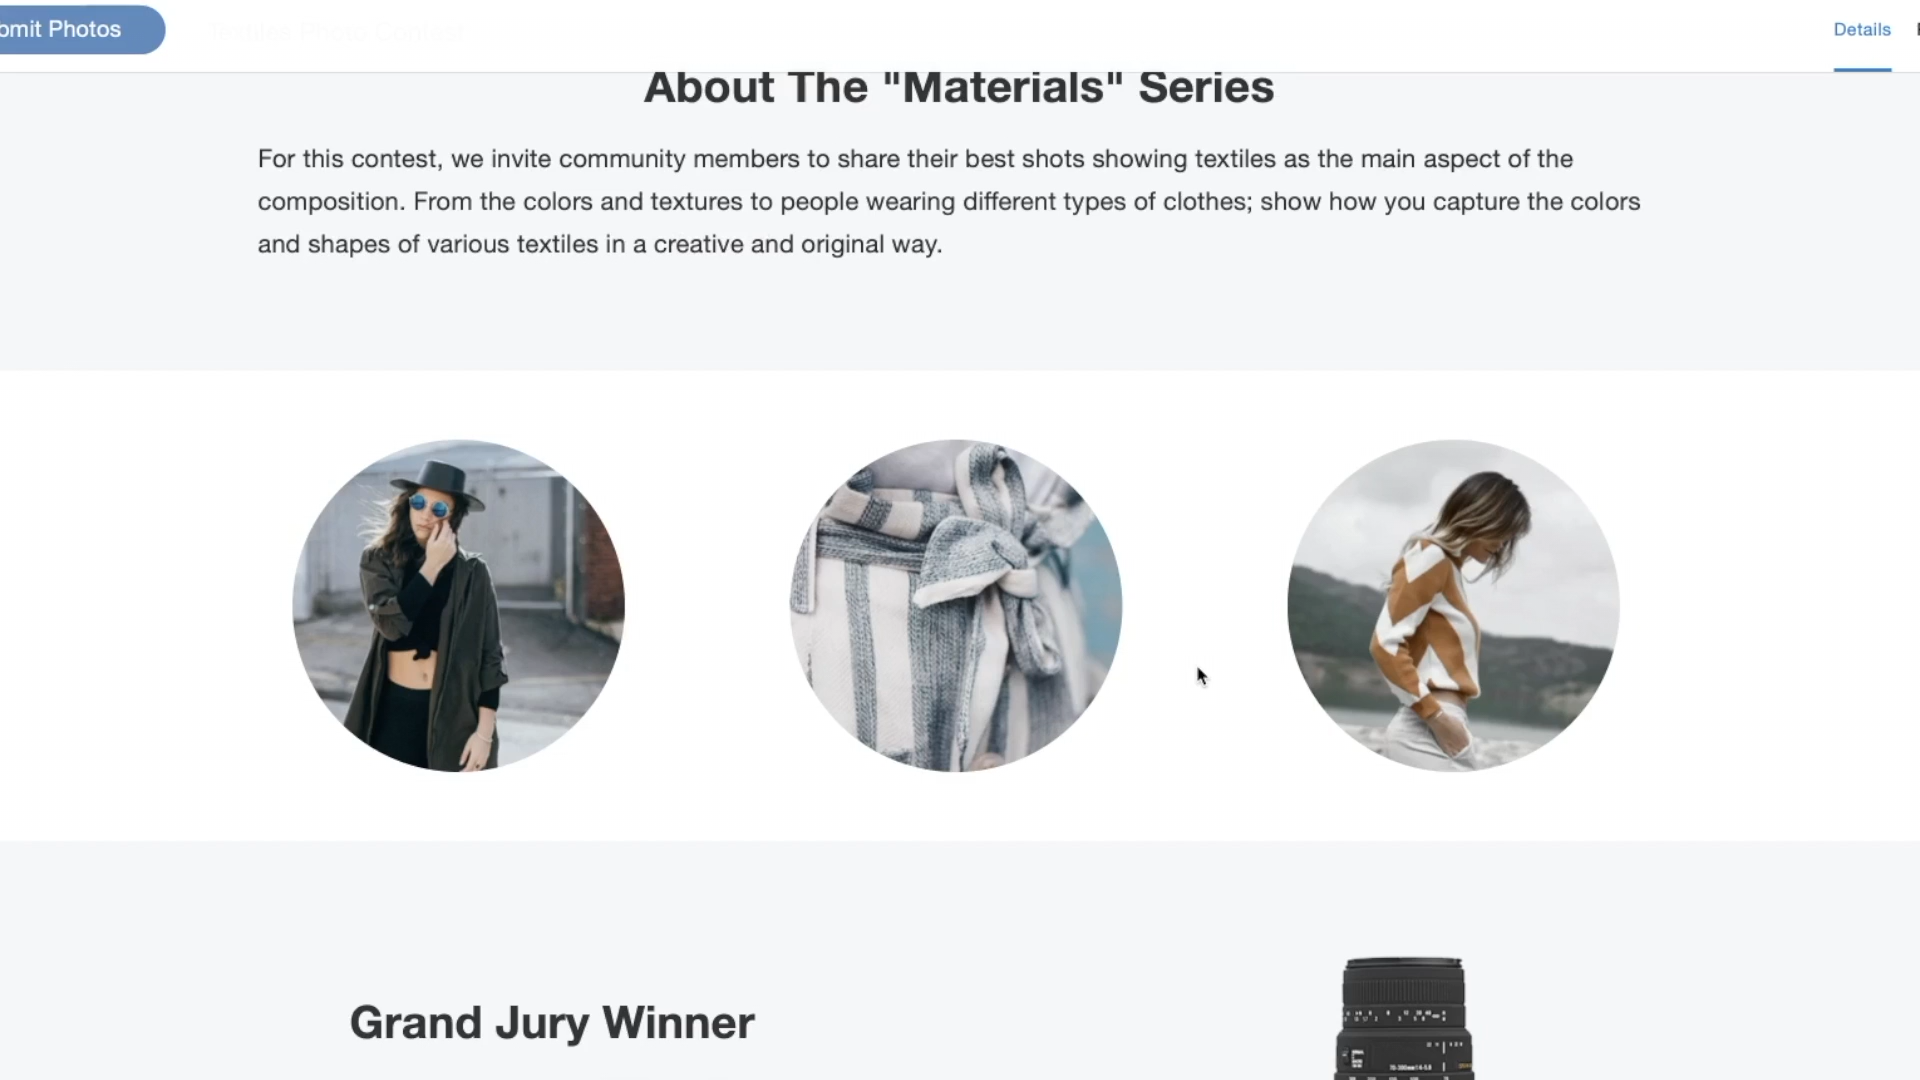 bmit Photos
Details
About The "Materials" Series
For this contest, we invite community members to share their best shots showing textiles as the main aspect of the
composition. From the colors and textures to people wearing different types of clothes; show how you capture the colors
and shapes of various textiles in a creative and original way.
Grand Jury Winner